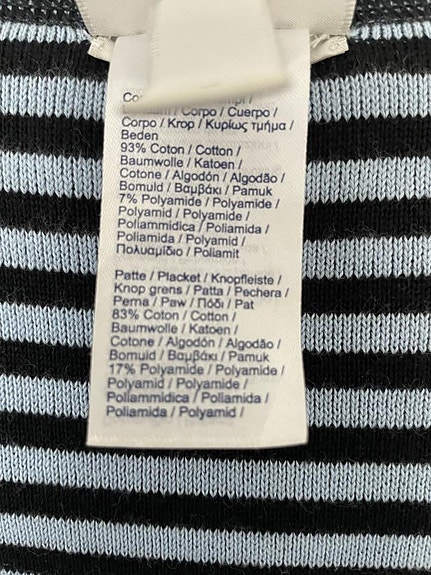 Corpo / Cuerpo /
Corpo / Krop / Κυρίως τμήμα /
Beden
93% Coton / Cotton /
Baumwolle / Katoen /
Cotone / Algodón / Algodão /
Bomuld / Βαμβάκι / Pamuk
7% Polyamide / Polyamide /
Polyamid / Polyamide /
Poliammidica / Poliamida /
Poliamida / Polyamid /
Πολυαμίδιο / Poliamit
Patte / Placket / Knopfleiste /
Knop grens / Patta / Pechera /
Perna / Paw / Πόδι / Pat
83% Coton / Cotton /
Baumwolle / Katoen /
Cotone / Algodón / Algodão /
Bomuld / Βαμβάκι / Pamuk
17% Polyamide / Polyamide /
Polyamid / Polyamide /
Poliammidica / Poliamida /
Poliamida / Polyamid /